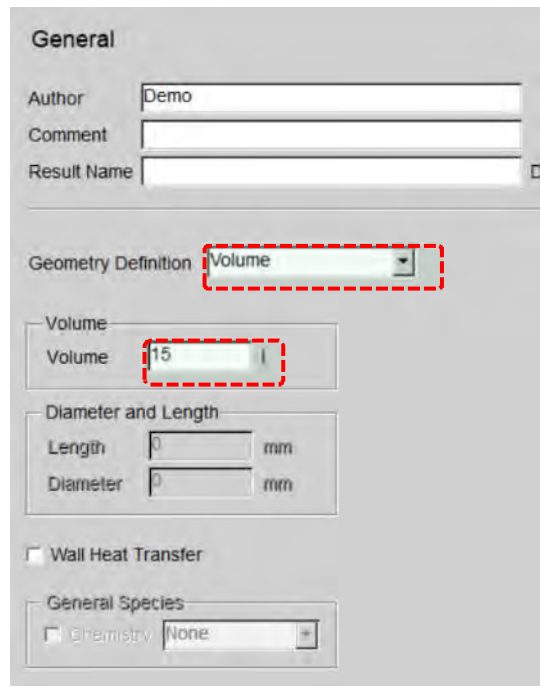 General
Author Demo
Comment
Result Name D
Geometry Definition Volume
Volume
Volume 15 l
Diameter and Length
Length 0 mm
Diameter 0 mm
Wall Heat Transfer
General Species
Chemistry None